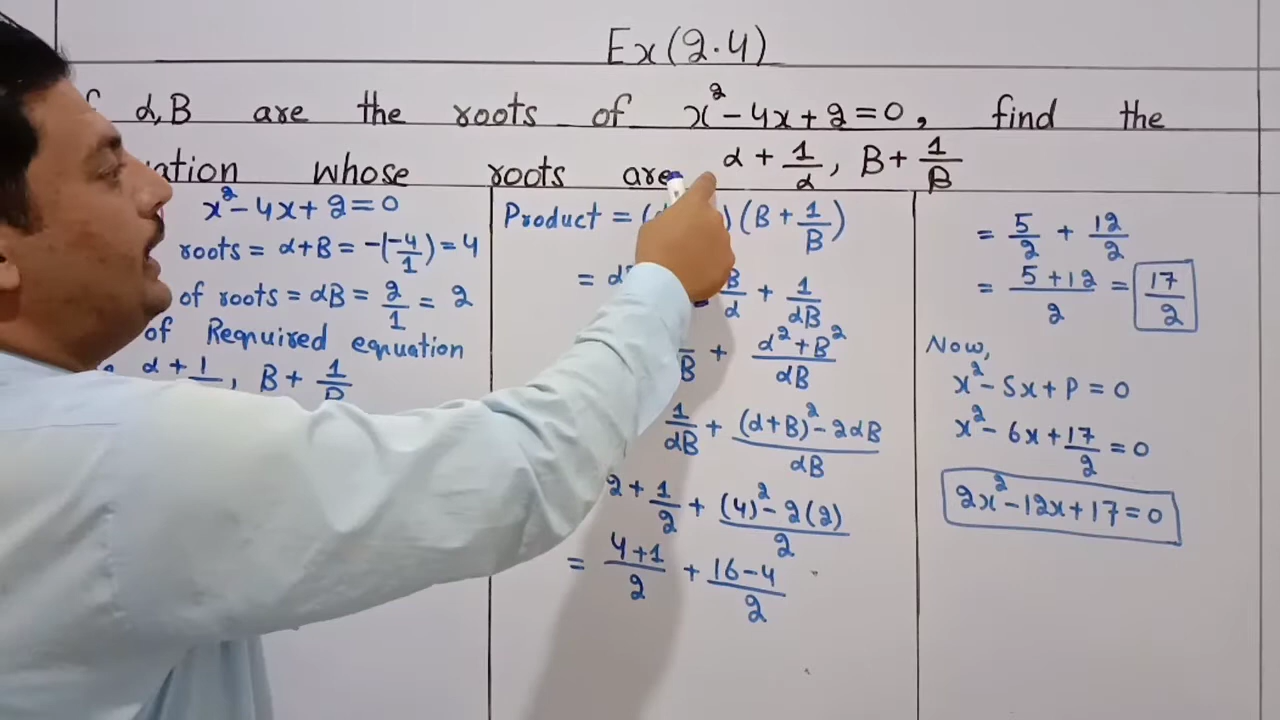 Ex(2.4)
α,B are the roots of x²-4x+2=0, find the
whose roots are α+1/α, B+1/B
x²-4x+2=0
roots = α+B = -(-4/1) = 4
of roots = αB = 2/1 = 2
of Required equation
α+1/, B+1/B
Product = ( )(B+1/B)
= B/α + 1/αB
+ α²+B²/αB
1/αB + (α+B)²-2αB/αB
2+1/2 + (4)²-2(2)/2
= 4+1/2 + 16-4/2
= 5/2 + 12/2
= 5+12/2 = 17/2
Now,
x²-Sx+P=0
x²-6x+17/2=0
2x²-12x+17=0